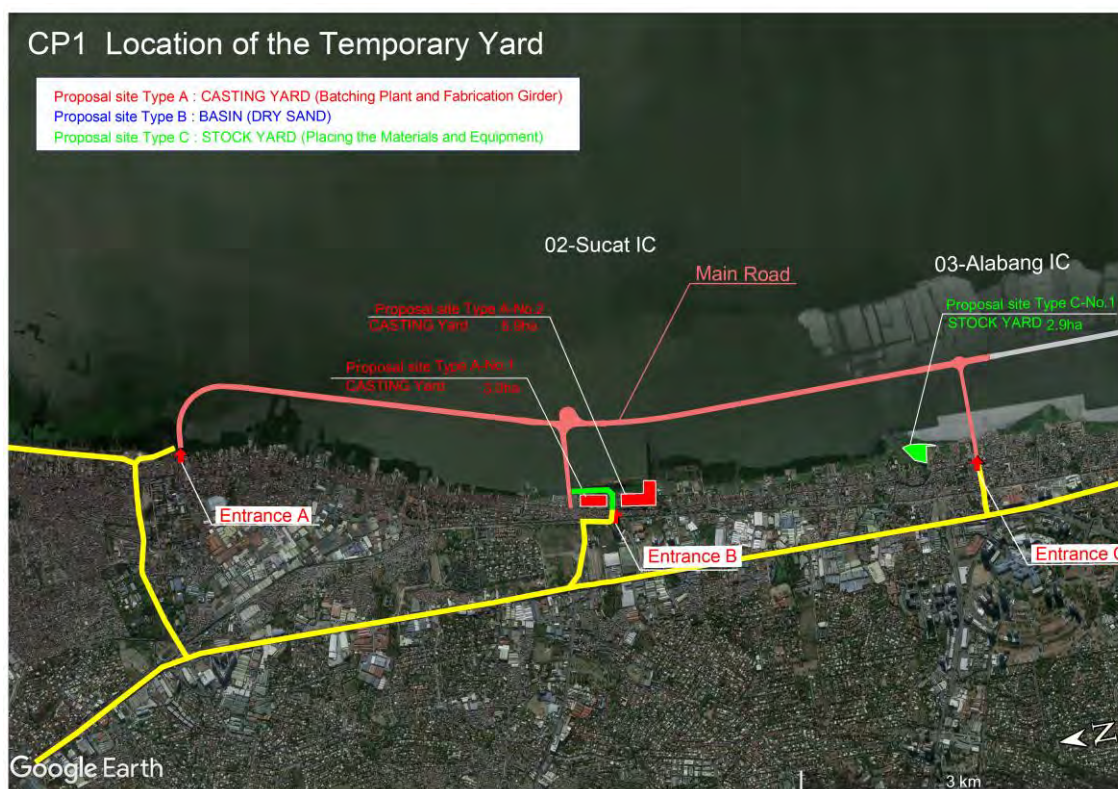 CP1 Location of the Temporary Yard
Proposal site Type A : CASTING YARD (Batching Plant and Fabrication Girder)
Proposal site Type B : BASIN (DRY SAND)
Proposal site Type C : STOCK YARD (Placing the Materials and Equipment)
02-Sucat IC
03-Alabang IC
Main Road
Proposal site Type C-No.1
STOCK YARD 2.9ha
Proposal site Type A-No.2
CASTING Yard
Proposal site Type A-No.1
CASTING Yard
Entrance A
Entrance B
Entrance C
Z
Google Earth
3 km